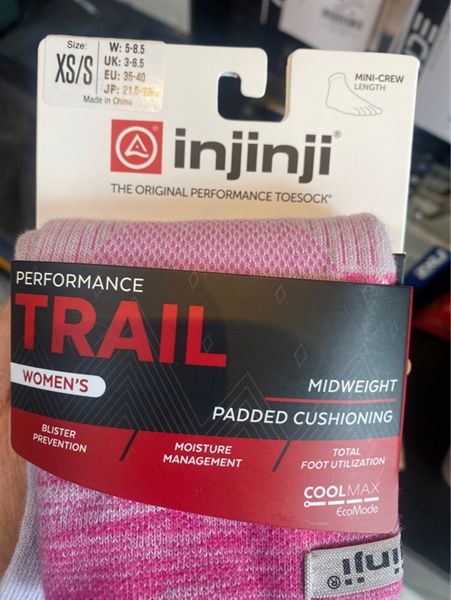 Size:
XS/S
W: 5-8.5
UK: 3-6.5
EU: 35-40
Made in China
MINI-CREW
LENGTH
injinji®
THE ORIGINAL PERFORMANCE TOESOCK®
PERFORMANCE
TRAIL
WOMEN'S
MIDWEIGHT
PADDED CUSHIONING
BLISTER
PREVENTION
MOISTURE
MANAGEMENT
TOTAL
FOOT UTILIZATION
COOLMAX
EcoMade